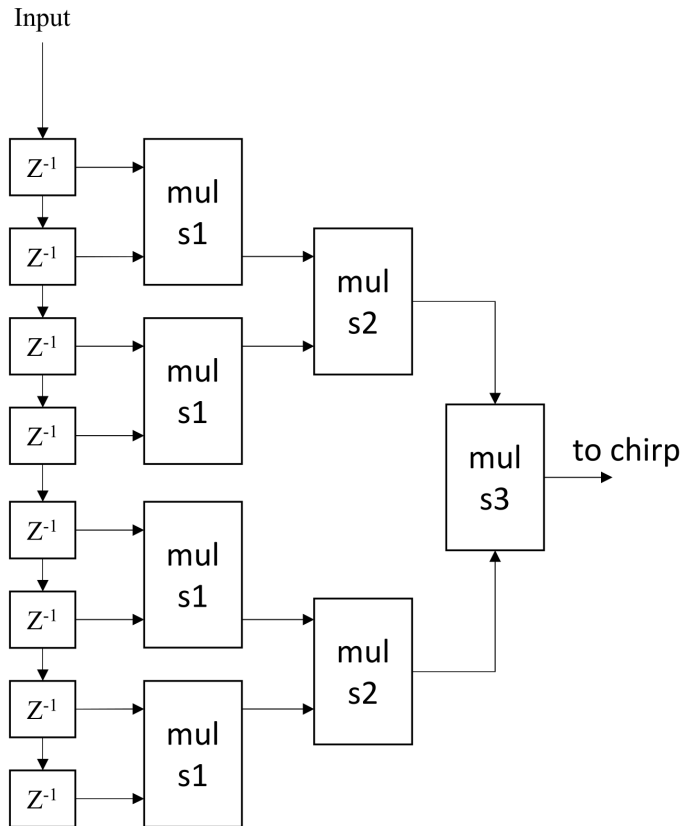 Input
Z⁻¹
mul
s1
Z⁻¹
mul
s2
Z⁻¹
mul
s1
Z⁻¹
mul
s3
to chirp
Z⁻¹
mul
s1
Z⁻¹
mul
s2
Z⁻¹
mul
s1
Z⁻¹